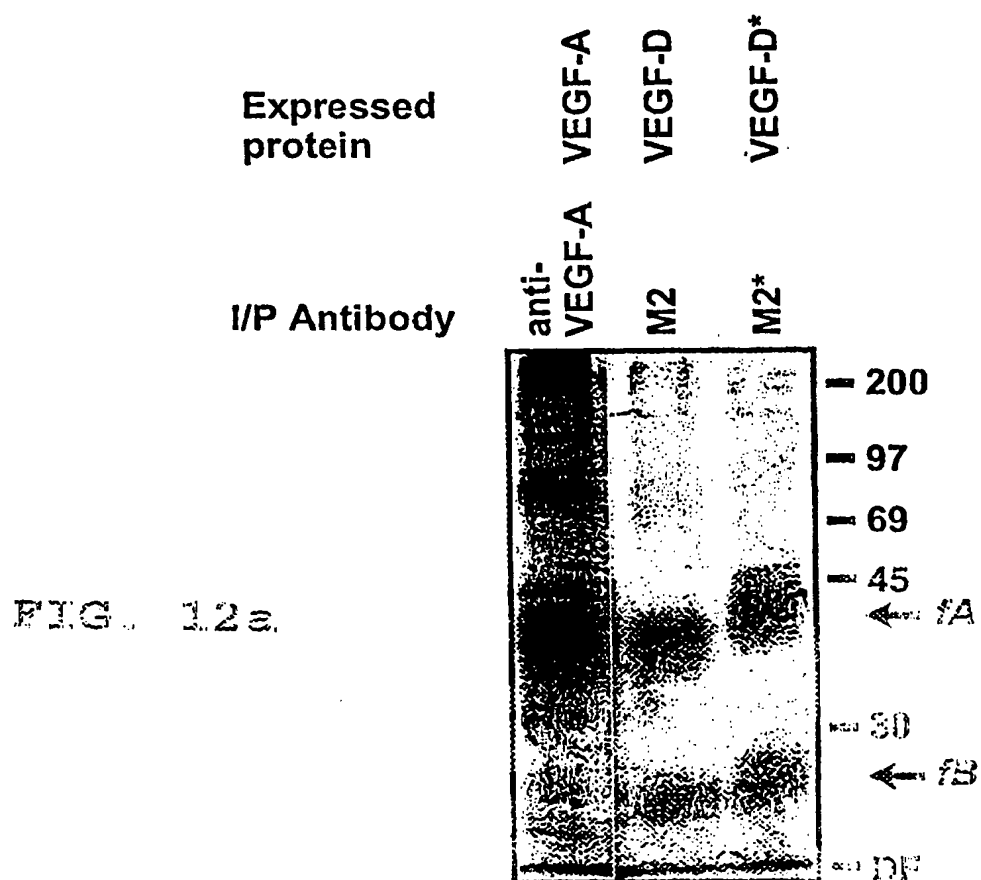 Expressed
protein
VEGF-A
VEGF-D
VEGF-D*
I/P Antibody
anti-
VEGF-A
M2
M2*
200
97
69
45
fA
30
fB
DF
FIG. 12a